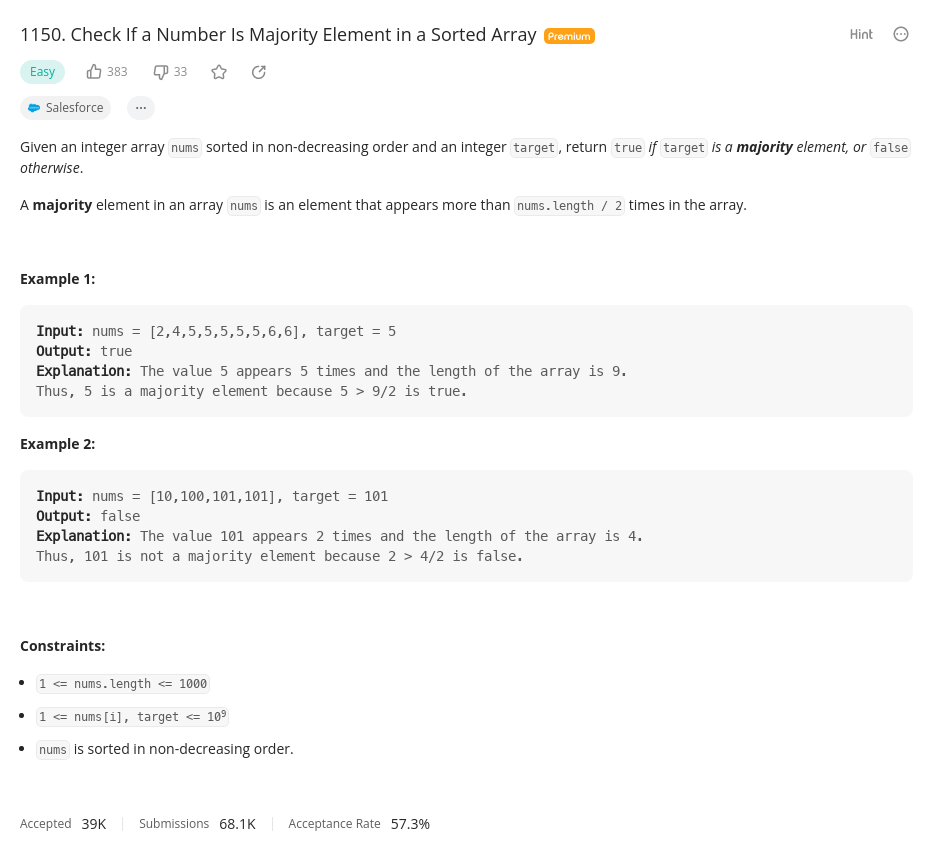 1150. Check If a Number Is Majority Element in a Sorted Array Premium Hint
Easy 383 33
Salesforce ...
Given an integer array nums sorted in non-decreasing order and an integer target, return true if target is a majority element, or false
otherwise.
A majority element in an array nums is an element that appears more than nums.length / 2 times in the array.
Example 1:
Input: nums = [2,4,5,5,5,5,5,6,6], target = 5
Output: true
Explanation: The value 5 appears 5 times and the length of the array is 9.
Thus, 5 is a majority element because 5 > 9/2 is true.
Example 2:
Input: nums = [10,100,101,101], target = 101
Output: false
Explanation: The value 101 appears 2 times and the length of the array is 4.
Thus, 101 is not a majority element because 2 > 4/2 is false.
Constraints:
• 1 <= nums.length <= 1000
• 1 <= nums[i], target <= 10⁹
• nums is sorted in non-decreasing order.
Accepted 39K Submissions 68.1K Acceptance Rate 57.3%